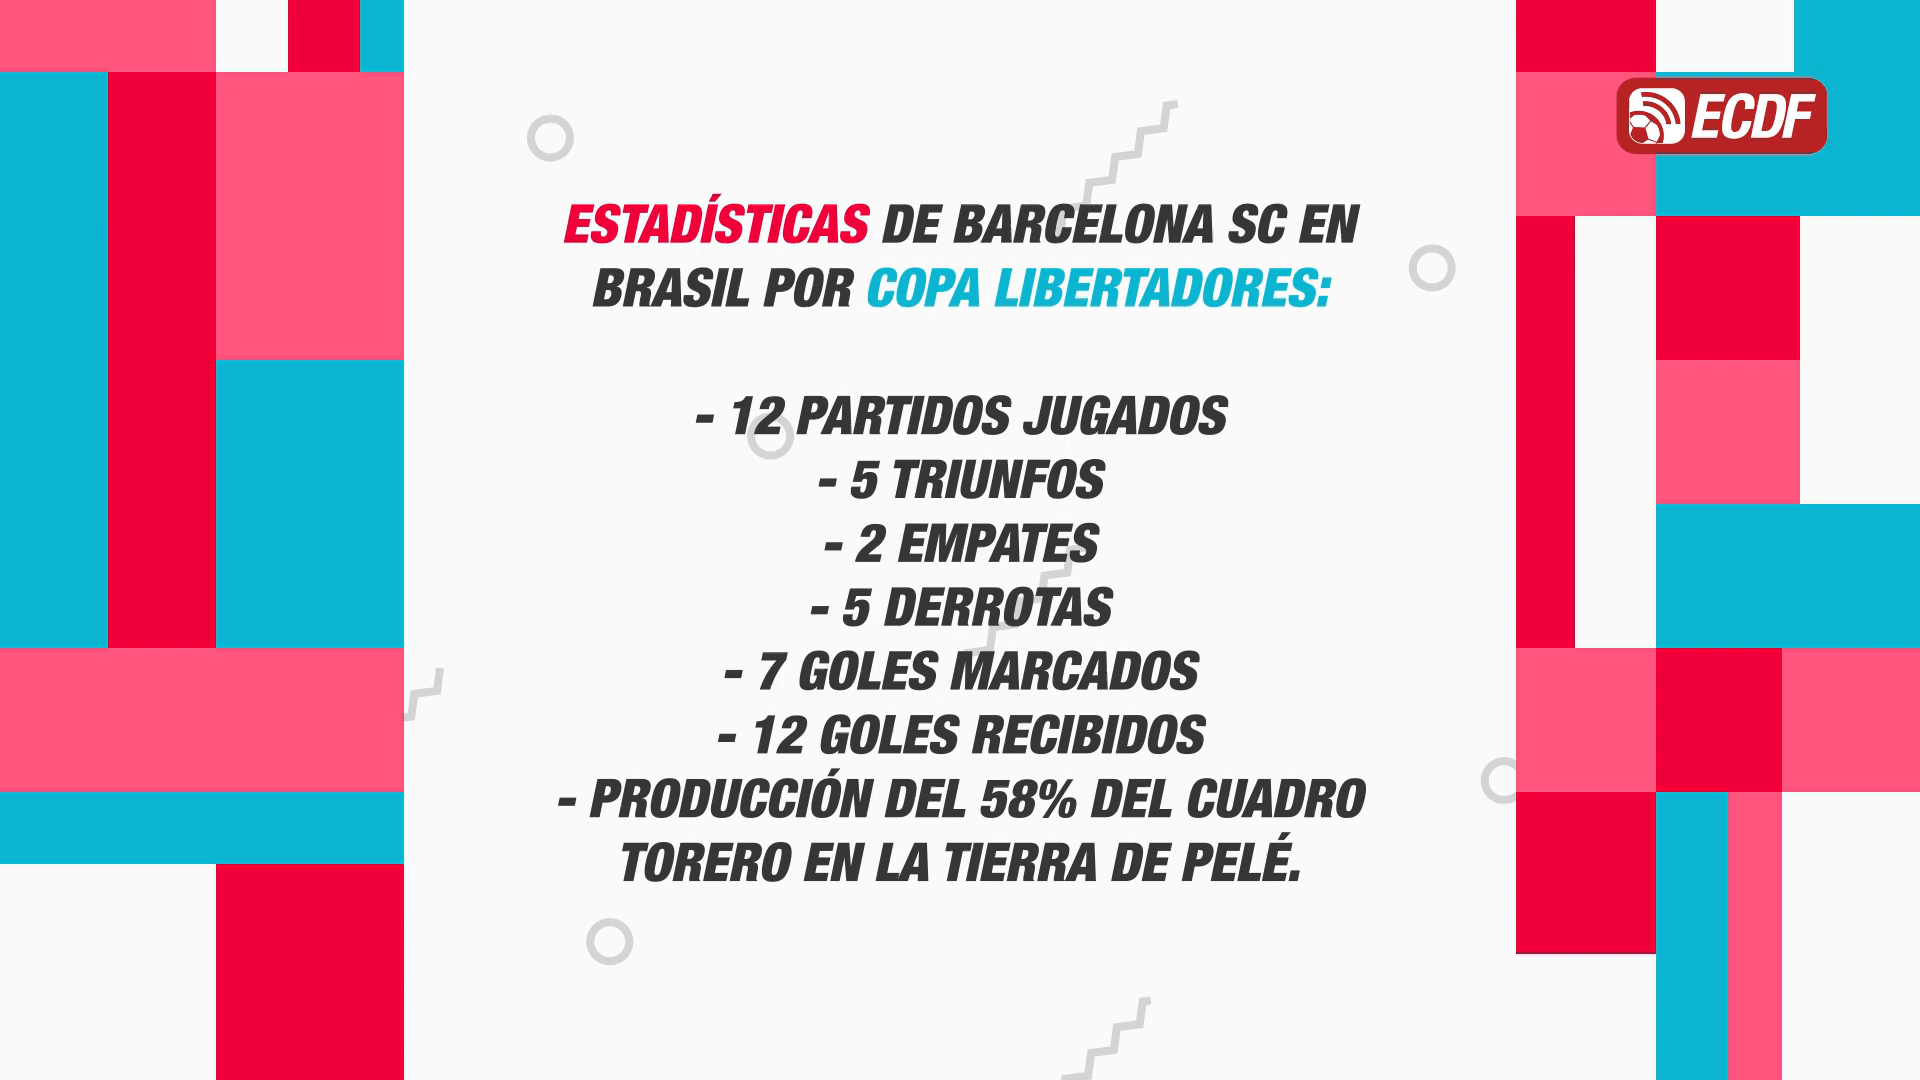 ECDF
ESTADÍSTICAS DE BARCELONA SC EN
BRASIL POR COPA LIBERTADORES:
- 12 PARTIDOS JUGADOS
- 5 TRIUNFOS
- 2 EMPATES
- 5 DERROTAS
- 7 GOLES MARCADOS
- 12 GOLES RECIBIDOS
- PRODUCCIÓN DEL 58% DEL CUADRO
TORERO EN LA TIERRA DE PELÉ.